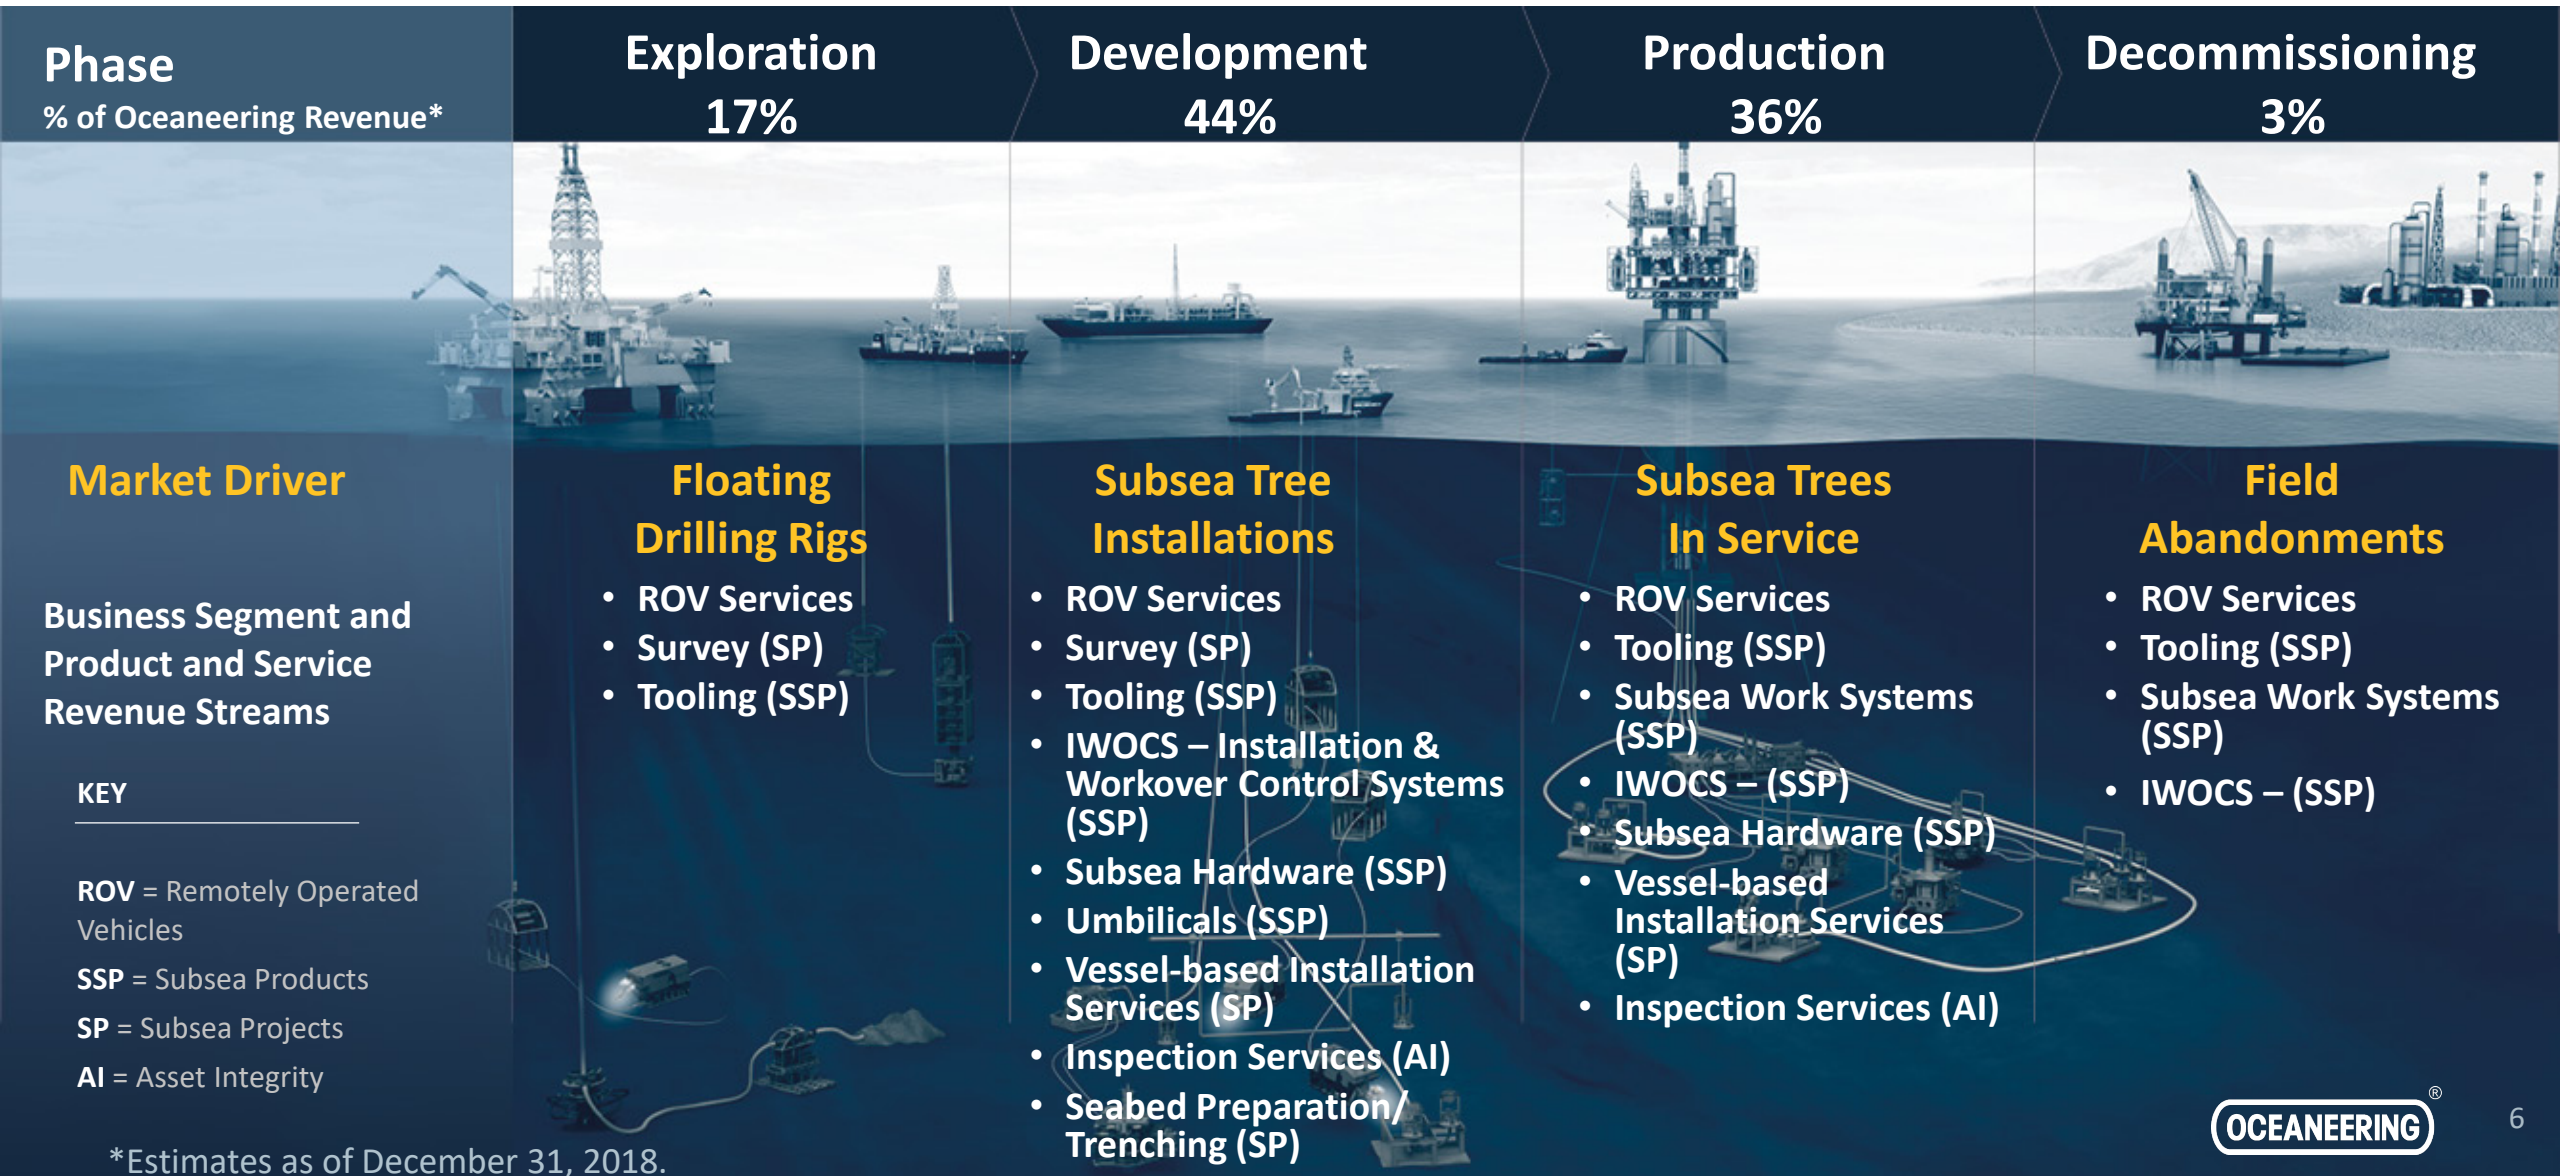 Phase
% of Oceaneering Revenue*
Exploration
17%
Development
44%
Production
36%
Decommissioning
3%
Market Driver
Floating
Drilling Rigs
Subsea Tree
Installations
Subsea Trees
In Service
Field
Abandonments
Business Segment and
Product and Service
Revenue Streams
KEY
ROV = Remotely Operated
Vehicles
SSP = Subsea Products
SP = Subsea Projects
AI = Asset Integrity
• ROV Services
• Survey (SP)
• Tooling (SSP)
• ROV Services
• Survey (SP)
• Tooling (SSP)
• IWOCS – Installation &
Workover Control Systems
(SSP)
• Subsea Hardware (SSP)
• Umbilicals (SSP)
• Vessel-based Installation
Services (SP)
• Inspection Services (AI)
• Seabed Preparation/
Trenching (SP)
• ROV Services
• Tooling (SSP)
• Subsea Work Systems
(SSP)
• IWOCS – (SSP)
• Subsea Hardware (SSP)
• Vessel-based
Installation Services
(SP)
• Inspection Services (AI)
• ROV Services
• Tooling (SSP)
• Subsea Work Systems
(SSP)
• IWOCS – (SSP)
*Estimates as of December 31, 2018.
OCEANEERING®
6